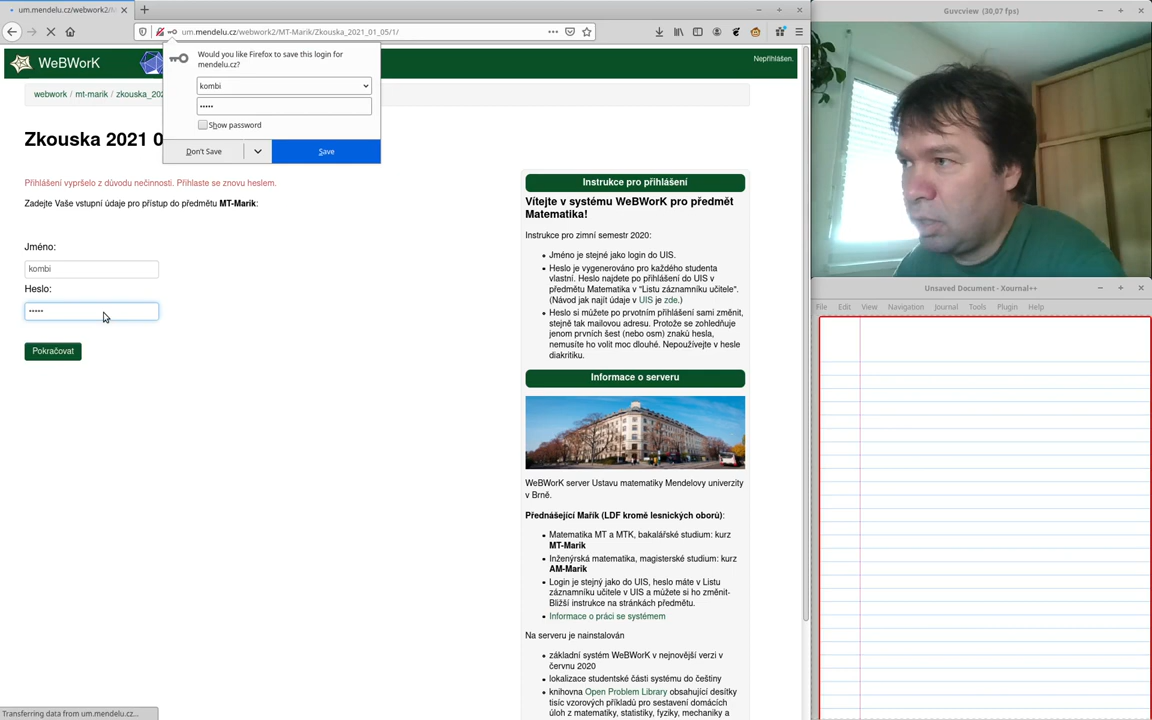 um.mendelu.cz/webwork2/M
um.mendelu.cz/webwork2/MT-Marik/Zkouska_2021_01_05/1/
WeBWorK
Nepřihlášen.
webwork / mt-marik / zkouska_202
Would you like Firefox to save this login for
mendelu.cz?
kombi
•••••
Show password
Don't Save
Save
Zkouska 2021 0
Přihlášení vypršelo z důvodu nečinnosti. Přihlaste se znovu heslem.
Zadejte Vaše vstupní údaje pro přístup do předmětu MT-Marik:
Jméno:
kombi
Heslo:
•••••
Pokračovat
Instrukce pro přihlášení
Vítejte v systému WeBWorK pro předmět
Matematika!
Instrukce pro zimní semestr 2020:
Jméno je stejné jako login do UIS.
Heslo je vygenerováno pro každého studenta
vlastní. Heslo najdete po přihlášení do UIS v
předmětu Matematika v "Listu záznamníku učitele".
(Návod jak najít údaje v UIS je zde.)
Heslo si můžete po prvotním přihlášení sami změnit,
stejně tak mailovou adresu. Protože se zohledňuje
jenom prvních šest (nebo osm) znaků hesla,
nemusíte ho volit moc dlouhé. Nepoužívejte v hesle
diakritiku.
Informace o serveru
WeBWorK server Ustavu matematiky Mendelovy univerzity
v Brně.
Přednášející Mařík (LDF kromě lesnických oborů):
Matematika MT a MTK, bakalářské studium: kurz
MT-Marik
Inženýrská matematika, magisterské studium: kurz
AM-Marik
Login je stejný jako do UIS, heslo máte v Listu
záznamníku učitele v UIS a můžete si ho změnit-
Bližší instrukce na stránkách předmětu.
Informace o práci se systémem
Na serveru je nainstalován
základní systém WeBWorK v nejnovější verzi v
červnu 2020
lokalizace studentské části systému do češtiny
knihovna Open Problem Library obsahující desítky
tisíc vzorových příkladů pro sestavení domácích
úloh z matematiky, statistiky, fyziky, mechaniky a
Transferring data from um.mendelu.cz...
Guvcview (30,07 fps)
Unsaved Document - Xournal++
File Edit View Navigation Journal Tools Plugin Help